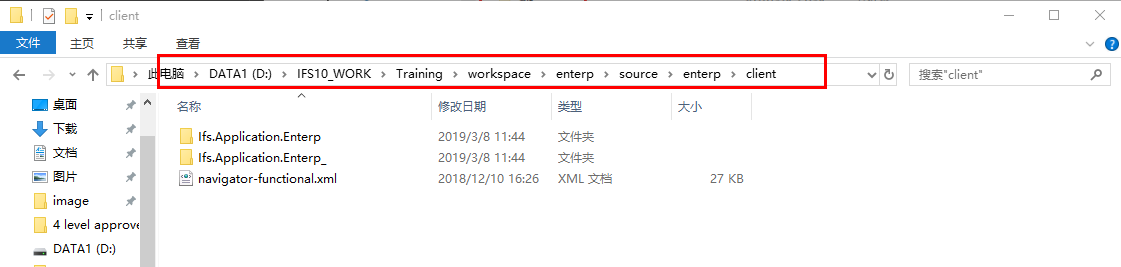 client
文件 主页 共享 查看
此电脑 DATA1 (D:) IFS10_WORK Training workspace enterp source enterp client 搜索"client"
桌面
下载
文档
图片
image
4 level approve
DATA1 (D:)
名称 修改日期 类型 大小
Ifs.Application.Enterp 2019/3/8 11:44 文件夹
Ifs.Application.Enterp_ 2019/3/8 11:44 文件夹
navigator-functional.xml 2018/12/10 16:26 XML 文档 27 KB